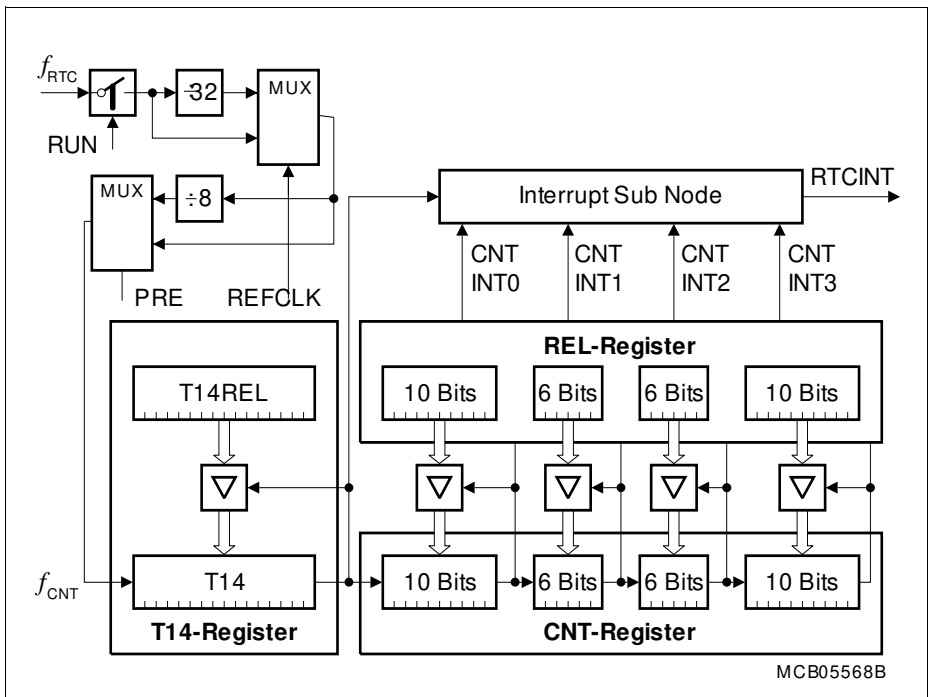 fRTC
÷32
MUX
RUN
MUX
÷8
Interrupt Sub Node
RTCINT
CNT INT0
CNT INT1
CNT INT2
CNT INT3
PRE
REFCLK
REL-Register
T14REL
10 Bits
6 Bits
6 Bits
10 Bits
fCNT
T14
10 Bits
6 Bits
6 Bits
10 Bits
T14-Register
CNT-Register
MCB05568B